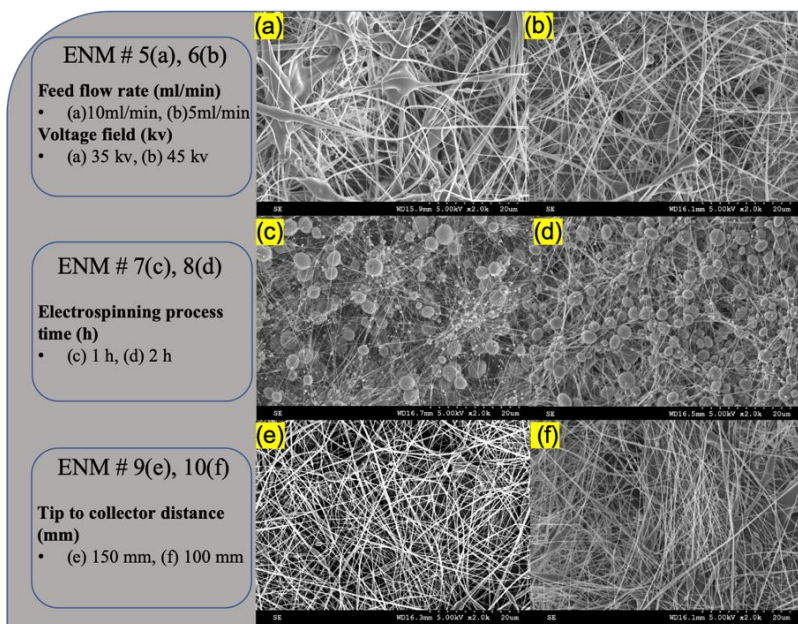 ENM # 5(a), 6(b)
Feed flow rate (ml/min)
• (a)10ml/min, (b)5ml/min
Voltage field (kv)
• (a) 35 kv, (b) 45 kv
(a)
SE WD15.9mm 5.00kV x2.0k 20um
(b)
SE WD16.1mm 5.00kV x2.0k 20um
ENM # 7(c), 8(d)
Electrospinning process
time (h)
• (c) 1 h, (d) 2 h
(c)
SE WD16.7mm 5.00kV x2.0k 20um
(d)
SE WD16.5mm 5.00kV x2.0k 20um
ENM # 9(e), 10(f)
Tip to collector distance
(mm)
• (e) 150 mm, (f) 100 mm
(e)
SE WD16.3mm 5.00kV x2.0k 20um
(f)
SE WD16.1mm 5.00kV x2.0k 20um